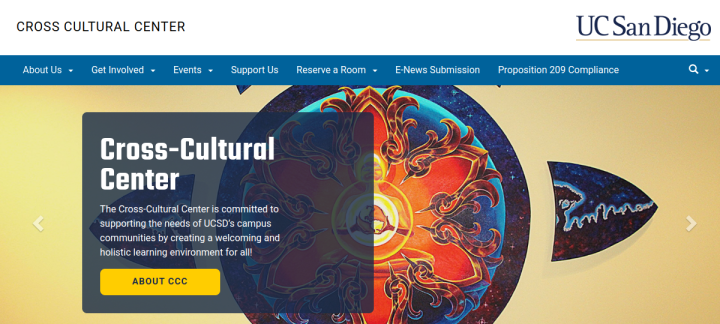 CROSS CULTURAL CENTER
UC San Diego
About Us Get Involved Events Support Us Reserve a Room E-News Submission Proposition 209 Compliance
Cross-Cultural
Center
The Cross-Cultural Center is committed to
supporting the needs of UCSD's campus
communities by creating a welcoming and
holistic learning environment for all!
ABOUT CCC